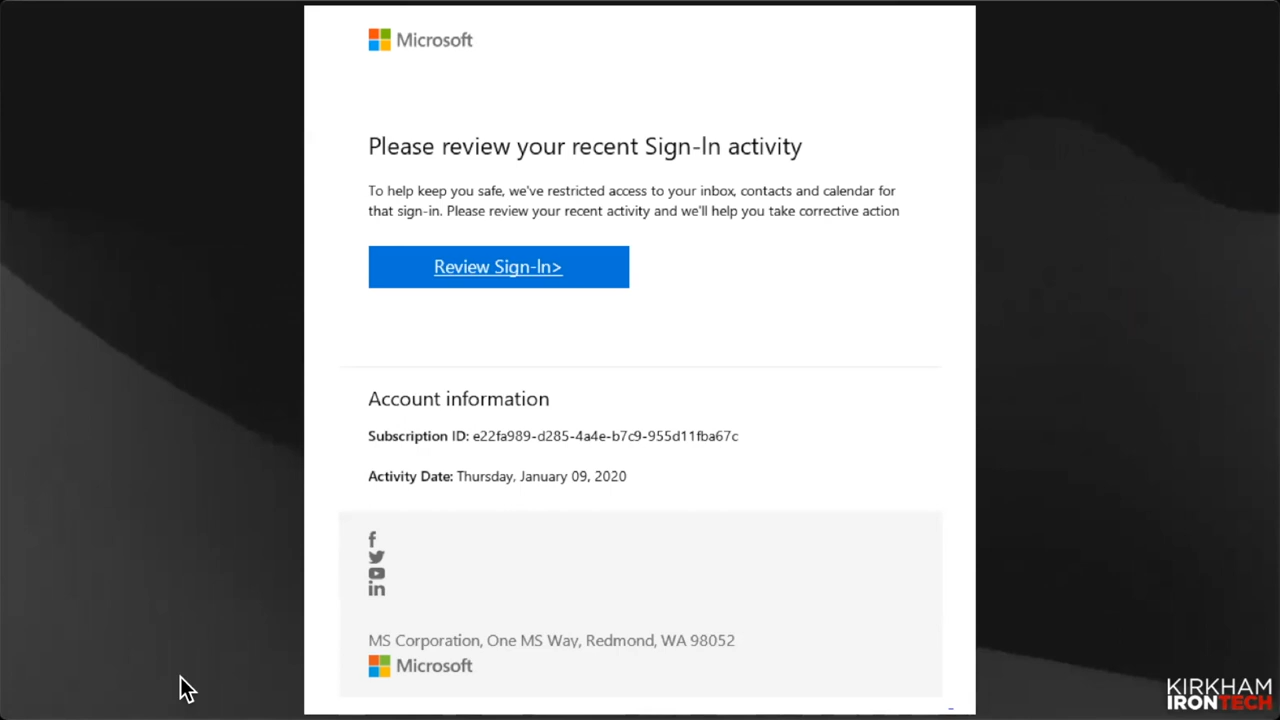 Microsoft
Please review your recent Sign-In activity
To help keep you safe, we've restricted access to your inbox, contacts and calendar for
that sign-in. Please review your recent activity and we'll help you take corrective action
Review Sign-In>
Account information
Subscription ID: e22fa989-d285-4a4e-b7c9-955d11fba67c
Activity Date: Thursday, January 09, 2020
MS Corporation, One MS Way, Redmond, WA 98052
Microsoft
KIRKHAM
IRONTECH